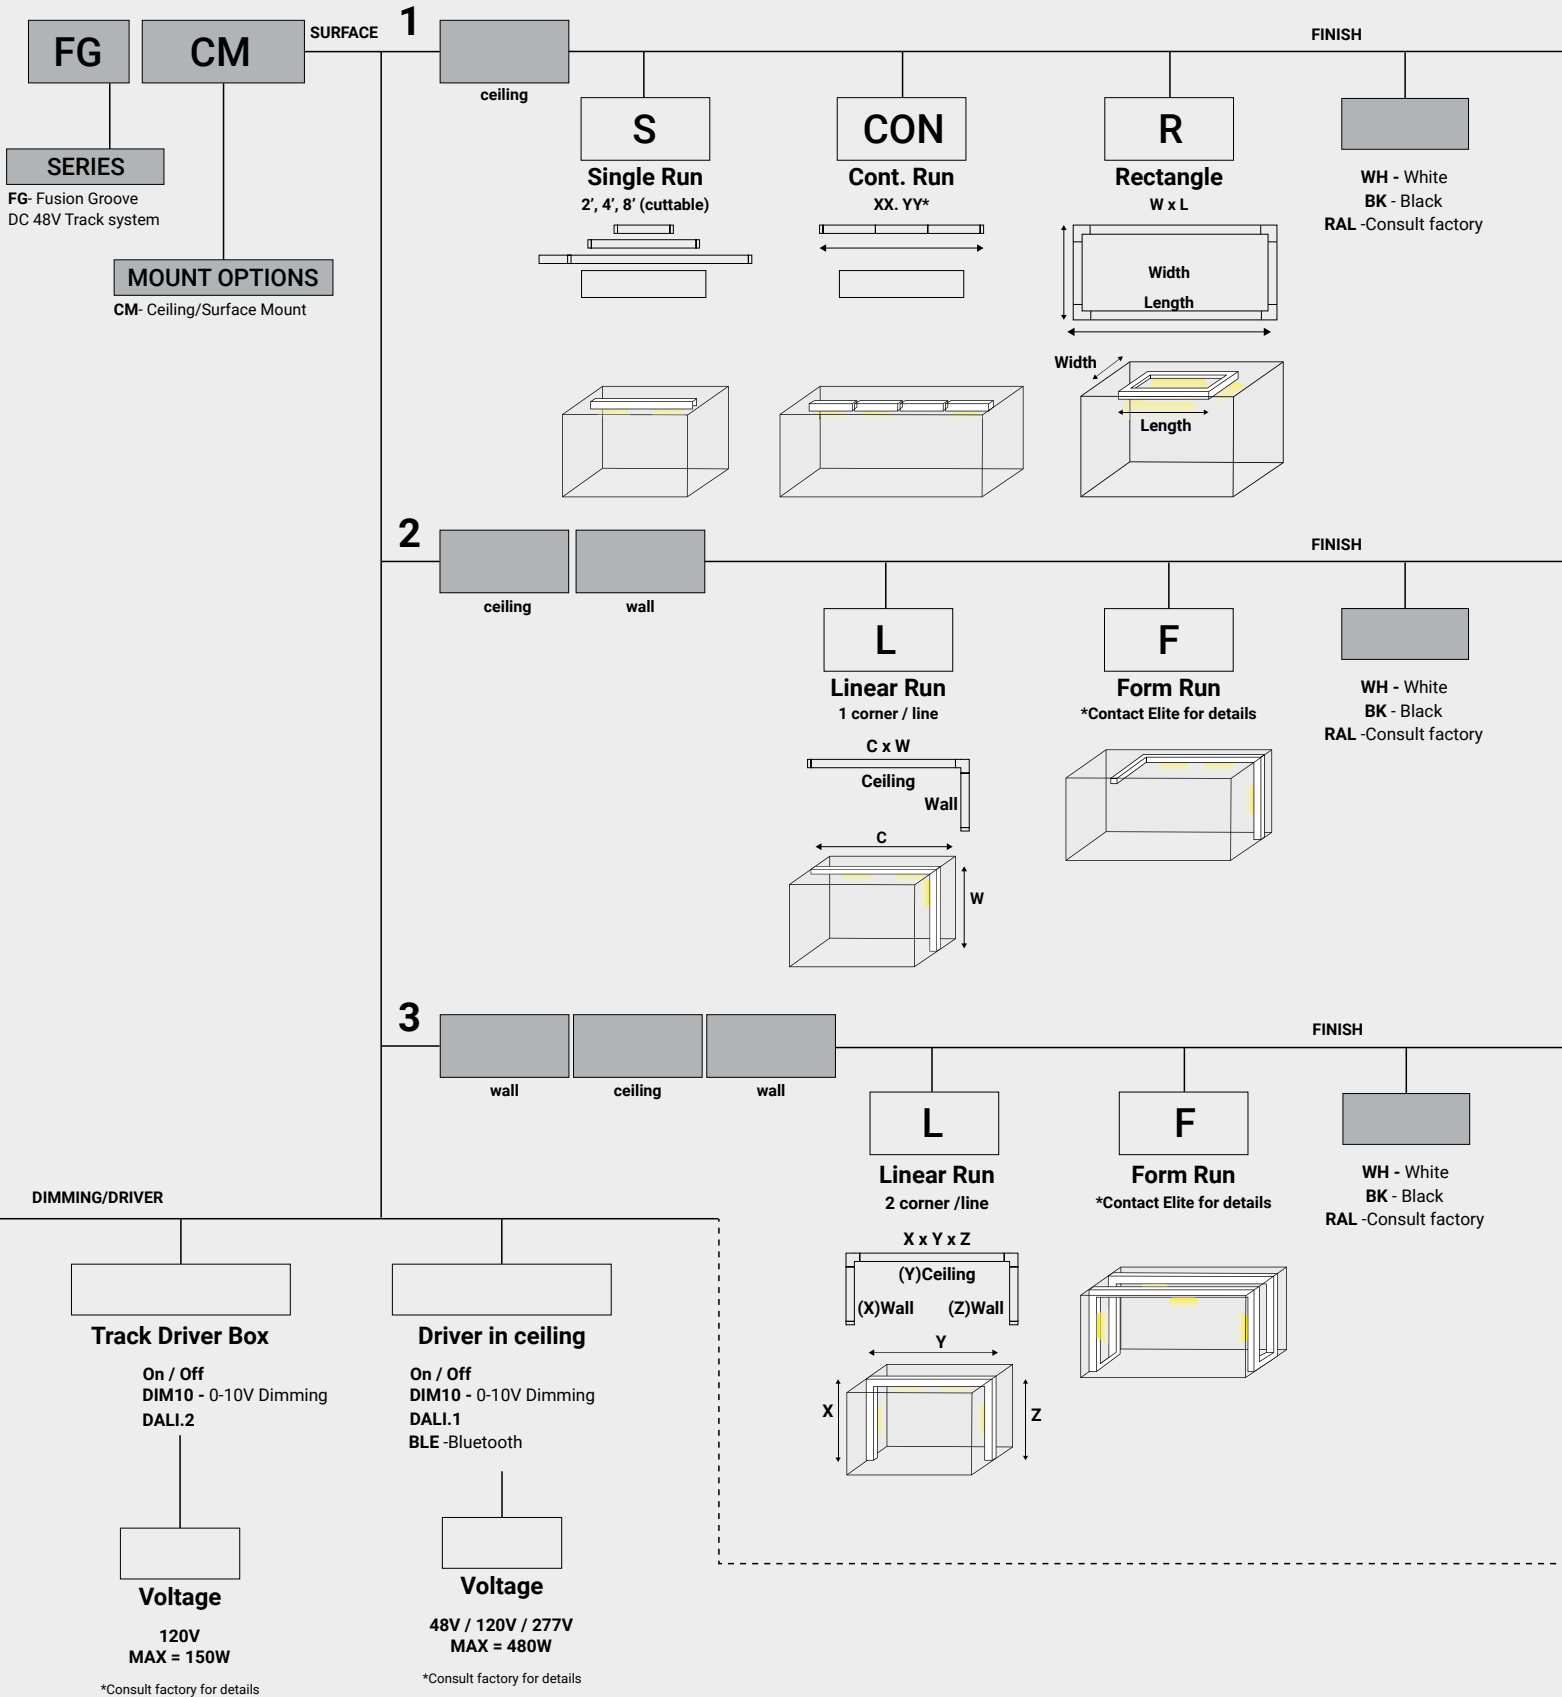 FG
CM
SURFACE
1
ceiling
FINISH
SERIES
FG- Fusion Groove
DC 48V Track system
MOUNT OPTIONS
CM- Ceiling/Surface Mount
S
Single Run
2’, 4’, 8’ (cuttable)
CON
Cont. Run
XX. YY*
R
Rectangle
W x L
Width
Length
Width
Length
WH - White
BK - Black
RAL -Consult factory
2
ceiling
wall
FINISH
L
Linear Run
1 corner / line
C x W
Ceiling
Wall
C
W
F
Form Run
*Contact Elite for details
WH - White
BK - Black
RAL -Consult factory
3
wall
ceiling
wall
FINISH
L
Linear Run
2 corner /line
X x Y x Z
(Y)Ceiling
(X)Wall
(Z)Wall
Y
X
Z
F
Form Run
*Contact Elite for details
WH - White
BK - Black
RAL -Consult factory
DIMMING/DRIVER
Track Driver Box
On / Off
DIM10 - 0-10V Dimming
DALI.2
Voltage
120V
MAX = 150W
*Consult factory for details
Driver in ceiling
On / Off
DIM10 - 0-10V Dimming
DALI.1
BLE -Bluetooth
Voltage
48V / 120V / 277V
MAX = 480W
*Consult factory for details